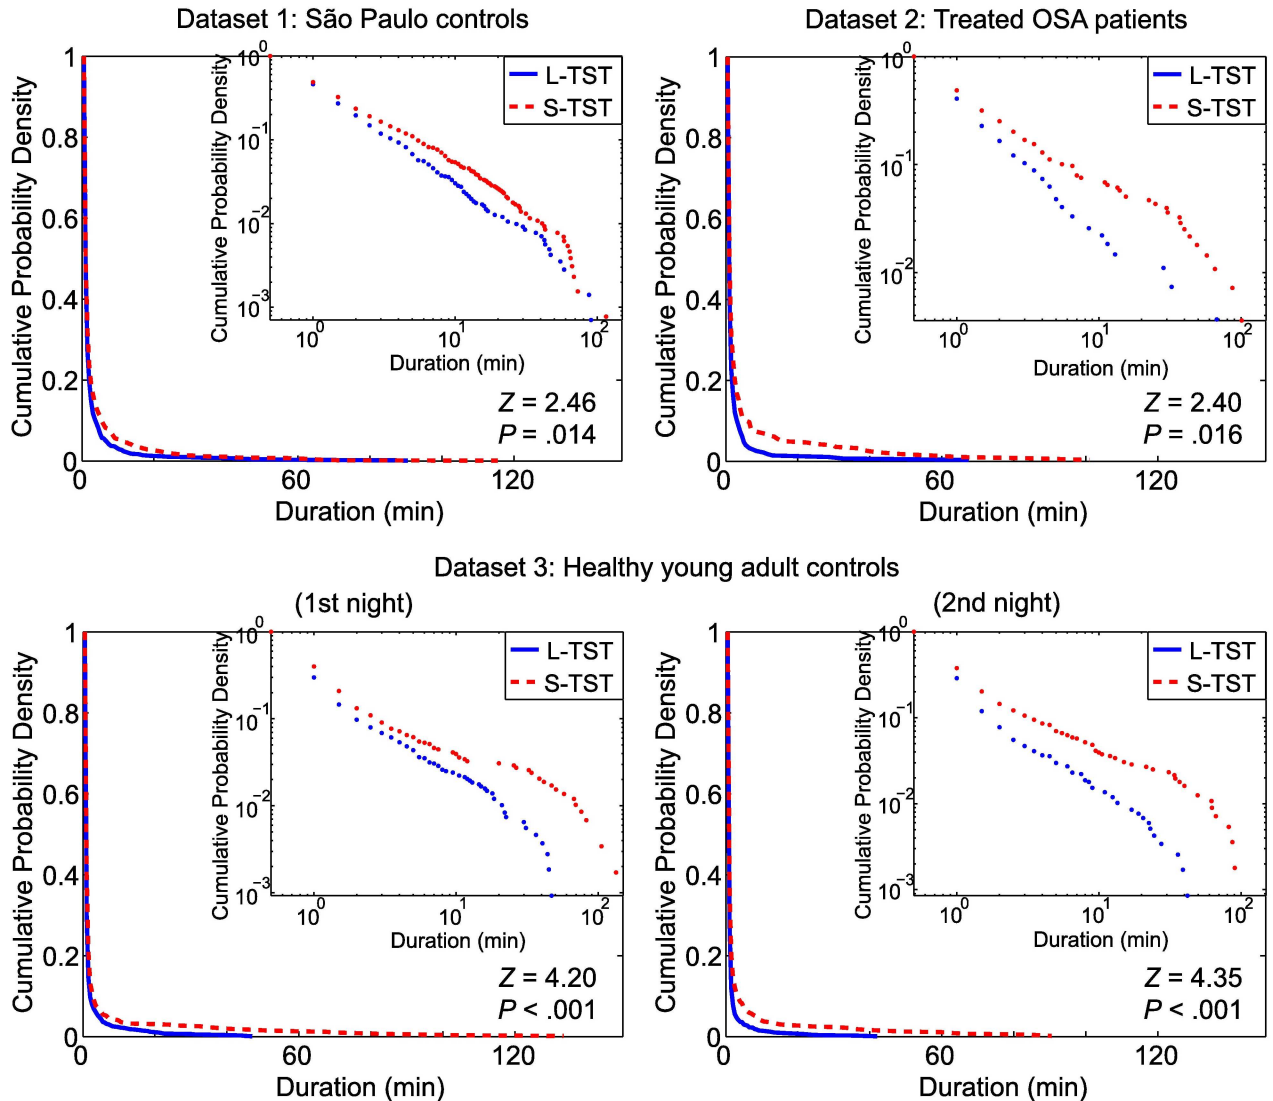 Dataset 1: São Paulo controls
Cumulative Probability Density
1
0.8
0.6
0.4
0.2
0
0 60 120
Duration (min)
Cumulative Probability Density
10^0
10^-1
10^-2
10^-3
10^0 10^1 10^2
Duration (min)
L-TST
S-TST
Z = 2.46
P = .014
Dataset 2: Treated OSA patients
Cumulative Probability Density
1
0.8
0.6
0.4
0.2
0
0 60 120
Duration (min)
Cumulative Probability Density
10^0
10^-1
10^-2
10^0 10^1 10^2
Duration (min)
L-TST
S-TST
Z = 2.40
P = .016
Dataset 3: Healthy young adult controls
(1st night)
Cumulative Probability Density
1
0.8
0.6
0.4
0.2
0
0 60 120
Duration (min)
Cumulative Probability Density
10^0
10^-1
10^-2
10^-3
10^0 10^1 10^2
Duration (min)
L-TST
S-TST
Z = 4.20
P < .001
(2nd night)
Cumulative Probability Density
1
0.8
0.6
0.4
0.2
0
0 60 120
Duration (min)
Cumulative Probability Density
10^0
10^-1
10^-2
10^-3
10^0 10^1 10^2
Duration (min)
L-TST
S-TST
Z = 4.35
P < .001